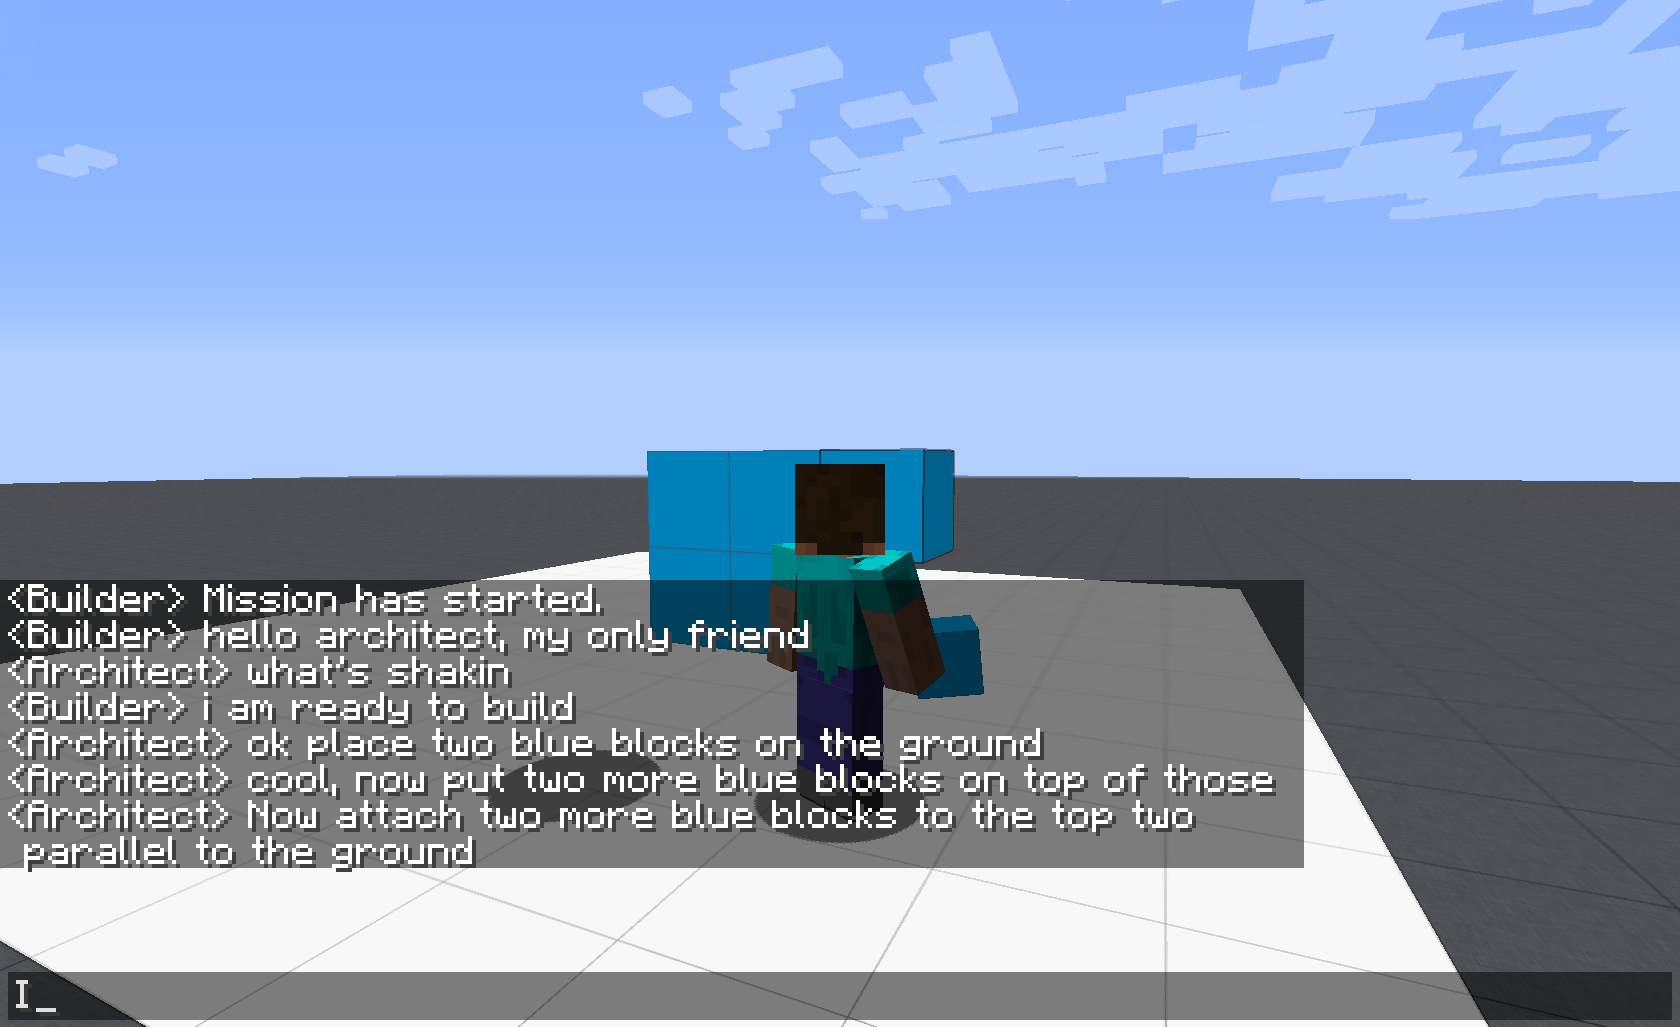 <Builder> Mission has started.
<Builder> hello architect, my only friend
<Architect> what's shakin
<Builder> i am ready to build
<Architect> ok place two blue blocks on the ground
<Architect> cool, now put two more blue blocks on top of those
<Architect> Now attach two more blue blocks to the top two
parallel to the ground
I_